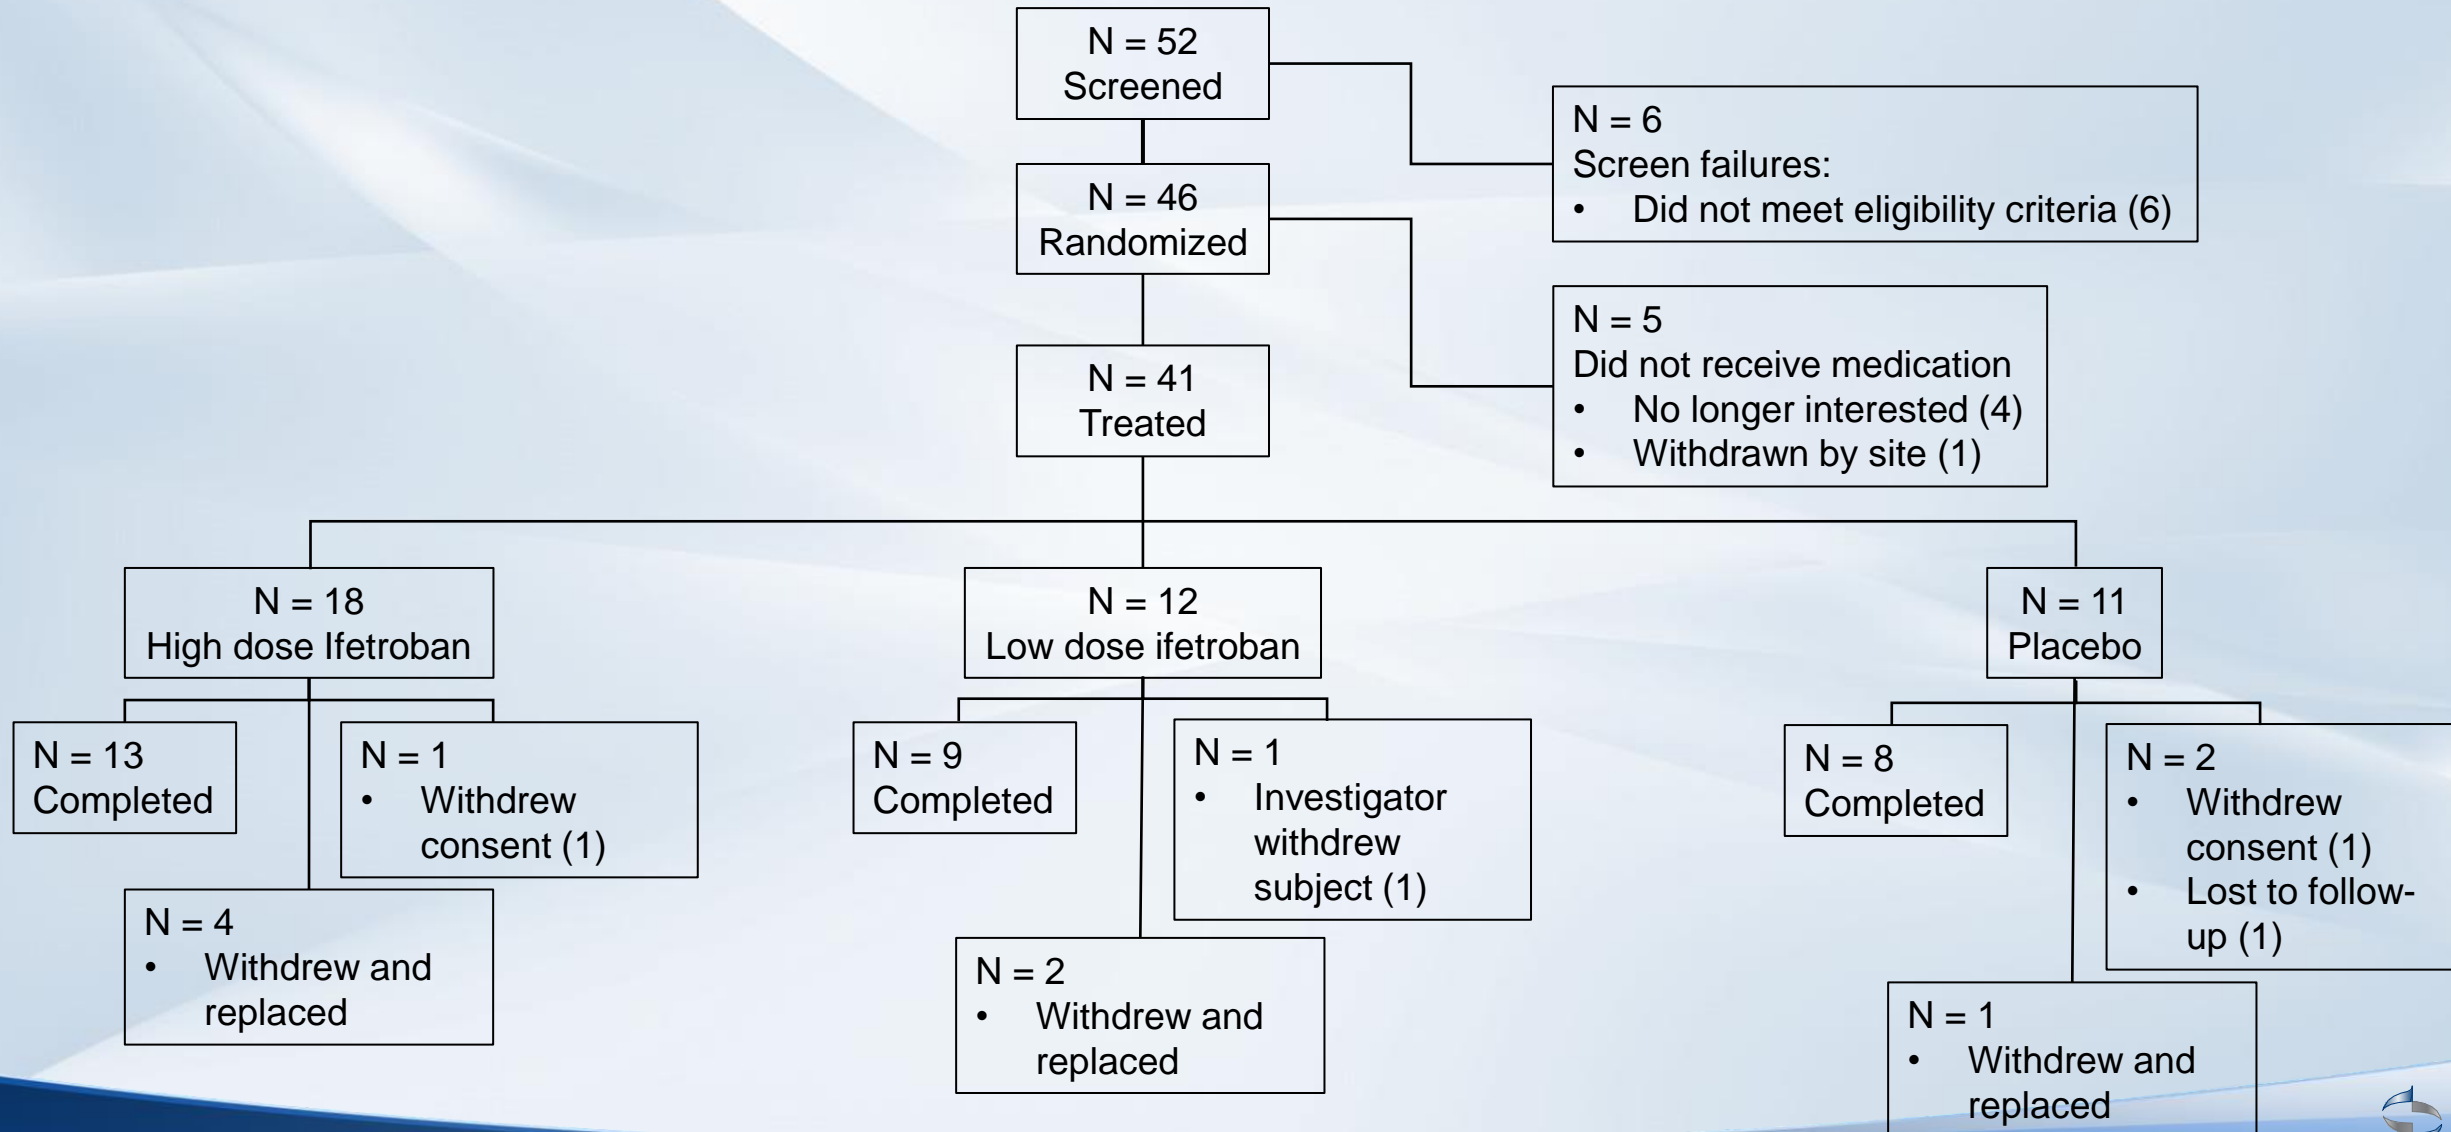 N = 52
Screened
N = 6
Screen failures:
• Did not meet eligibility criteria (6)
N = 46
Randomized
N = 5
Did not receive medication
• No longer interested (4)
• Withdrawn by site (1)
N = 41
Treated
N = 18
High dose Ifetroban
N = 12
Low dose ifetroban
N = 11
Placebo
N = 13
Completed
N = 1
• Withdrew
consent (1)
N = 4
• Withdrew and
replaced
N = 9
Completed
N = 1
• Investigator
withdrew
subject (1)
N = 2
• Withdrew and
replaced
N = 8
Completed
N = 2
• Withdrew
consent (1)
• Lost to follow-
up (1)
N = 1
• Withdrew and
replaced